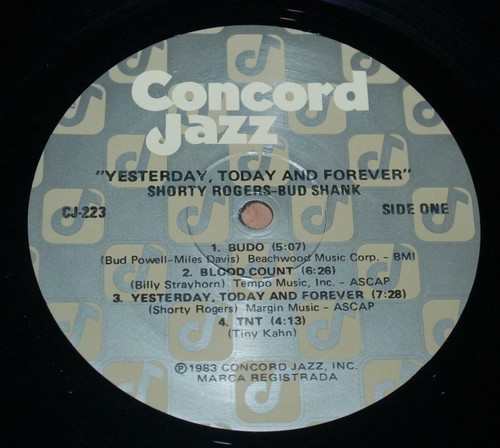 Concord
Jazz
"YESTERDAY, TODAY AND FOREVER"
SHORTY ROGERS-BUD SHANK
CJ-223 SIDE ONE
1. BUDO (5:07)
(Bud Powell-Miles Davis) Beachwood Music Corp. - BMI
2. BLOOD COUNT (6:26)
(Billy Strayhorn) Tempo Music, Inc. - ASCAP
3. YESTERDAY, TODAY AND FOREVER (7:28)
(Shorty Rogers) Margin Music - ASCAP
4. TNT (4:13)
(Tiny Kahn)
℗ 1983 CONCORD JAZZ, INC.
MARCA REGISTRADA